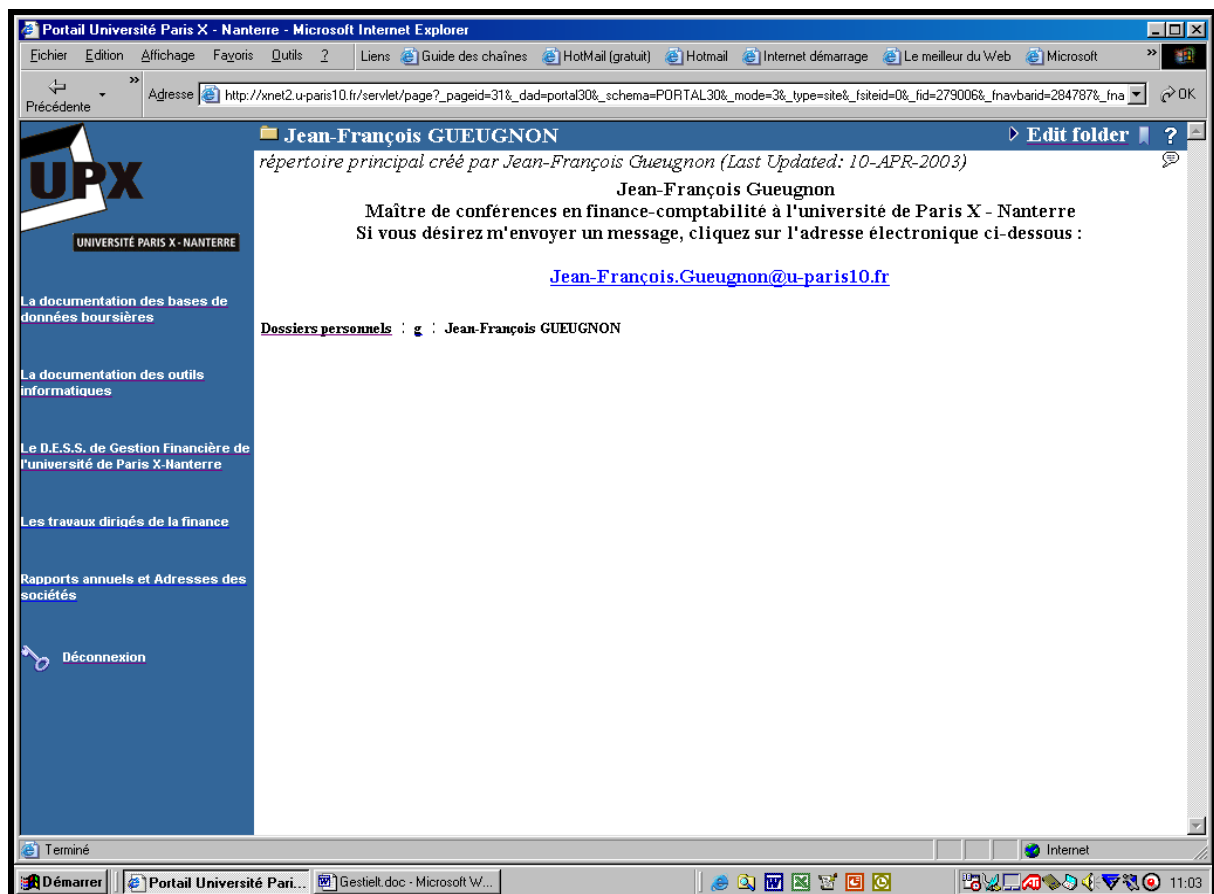 Portail Université Paris X - Nanterre - Microsoft Internet Explorer
Fichier Edition Affichage Favoris Outils ? Liens Guide des chaînes HotMail (gratuit) Hotmail Internet démarrage Le meilleur du Web Microsoft »
Précédente » Adresse http://xnet2.u-paris10.fr/servlet/page?_pageid=31&_dad=portal30&_schema=PORTAL30&_mode=3&_type=site&_fsiteid=0&_fid=279006&_fnavbarid=284787&_fna OK
UPX
UNIVERSITÉ PARIS X - NANTERRE
La documentation des bases de
données boursières
La documentation des outils
informatiques
Le D.E.S.S. de Gestion Financière de
l'université de Paris X-Nanterre
Les travaux dirigés de la finance
Rapports annuels et Adresses des
sociétés
Déconnexion
Jean-François GUEUGNON Edit folder ?
répertoire principal créé par Jean-François Gueugnon (Last Updated: 10-APR-2003)
Jean-François Gueugnon
Maître de conférences en finance-comptabilité à l'université de Paris X - Nanterre
Si vous désirez m'envoyer un message, cliquez sur l'adresse électronique ci-dessous :
Jean-François.Gueugnon@u-paris10.fr
Dossiers personnels : g : Jean-François GUEUGNON
Terminé Internet
Démarrer Portail Université Pari... Gestielt.doc - Microsoft W... 11:03